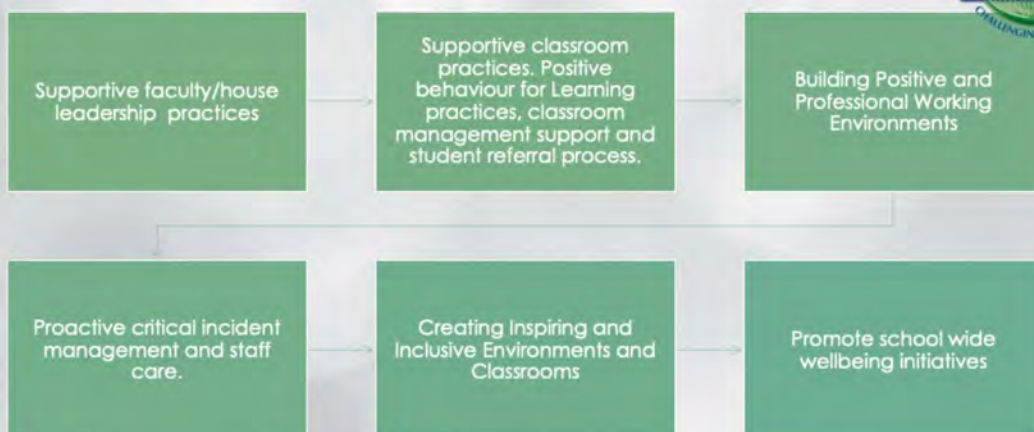 Supportive faculty/house
leadership practices
Supportive classroom
practices. Positive
behaviour for Learning
practices, classroom
management support and
student referral process.
Building Positive and
Professional Working
Environments
Proactive critical incident
management and staff
care.
Creating Inspiring and
Inclusive Environments and
Classrooms
Promote school wide
wellbeing initiatives